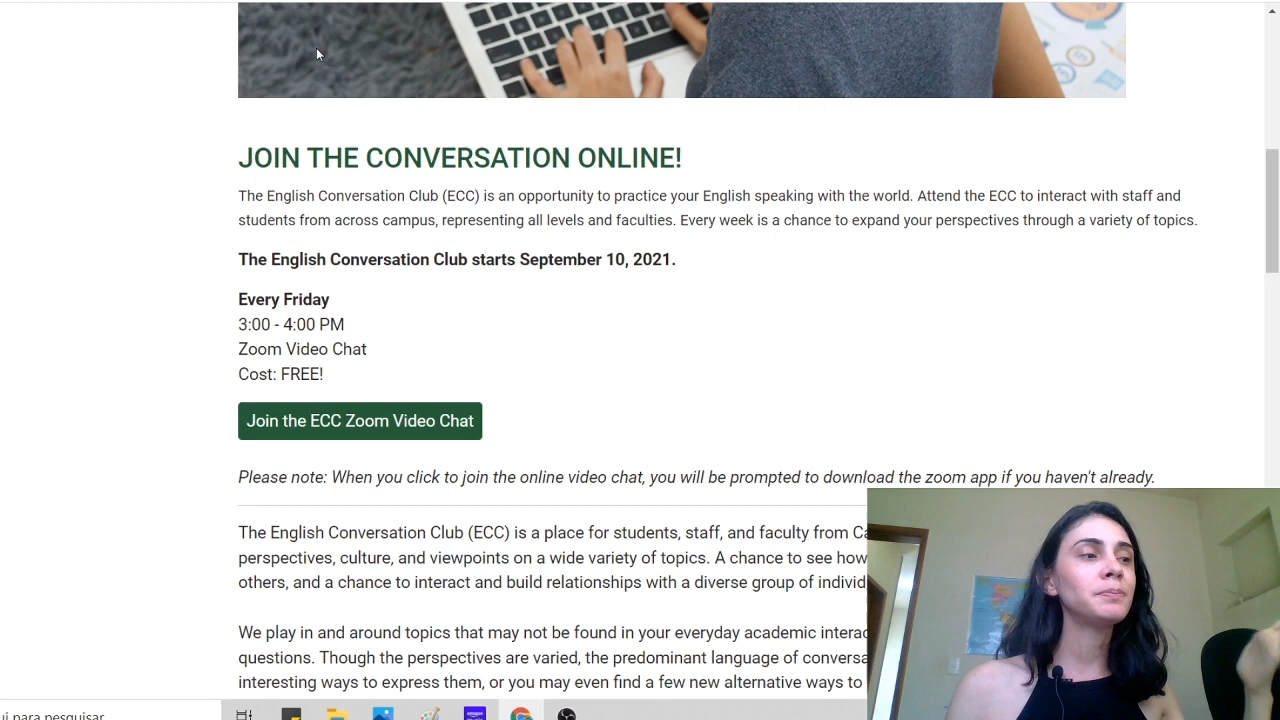 JOIN THE CONVERSATION ONLINE!
The English Conversation Club (ECC) is an opportunity to practice your English speaking with the world. Attend the ECC to interact with staff and
students from across campus, representing all levels and faculties. Every week is a chance to expand your perspectives through a variety of topics.
The English Conversation Club starts September 10, 2021.
Every Friday
3:00 - 4:00 PM
Zoom Video Chat
Cost: FREE!
Join the ECC Zoom Video Chat
Please note: When you click to join the online video chat, you will be prompted to download the zoom app if you haven't already.
The English Conversation Club (ECC) is a place for students, staff, and faculty from
perspectives, culture, and viewpoints on a wide variety of topics. A chance to see how
others, and a chance to interact and build relationships with a diverse group of
We play in and around topics that may not be found in your everyday academic
questions. Though the perspectives are varied, the predominant language of
interesting ways to express them, or you may even find a few new alternative ways to
para pesquisar